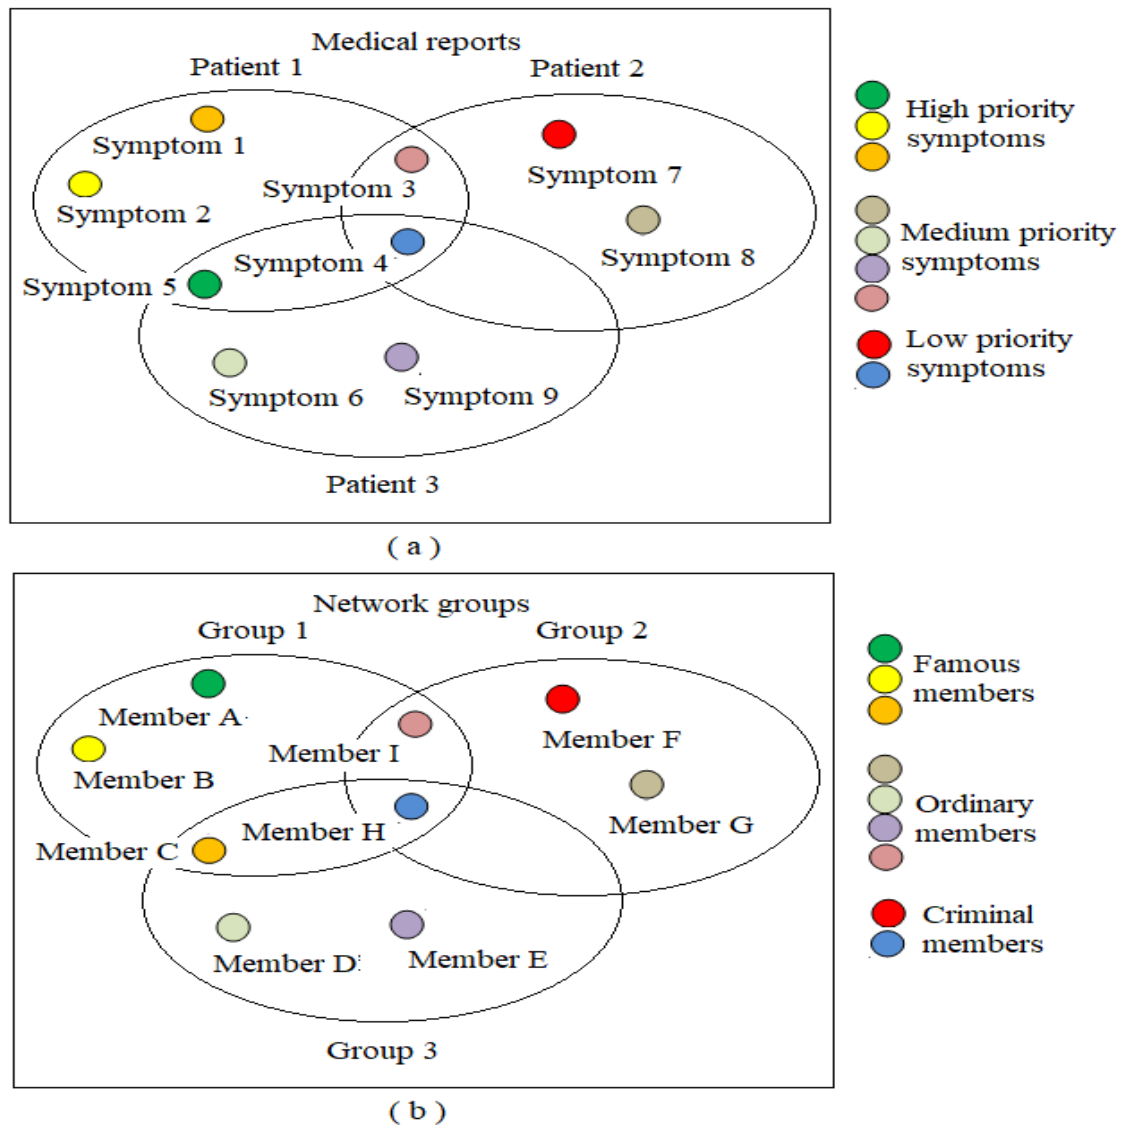 Medical reports
Patient 1
Patient 2
Symptom 1
Symptom 2
Symptom 3
Symptom 7
Symptom 4
Symptom 8
Symptom 5
Symptom 6
Symptom 9
Patient 3
High priority
symptoms
Medium priority
symptoms
Low priority
symptoms
( a )
Network groups
Group 1
Group 2
Member A
Member B
Member I
Member F
Member H
Member G
Member C
Member D
Member E
Group 3
Famous
members
Ordinary
members
Criminal
members
( b )